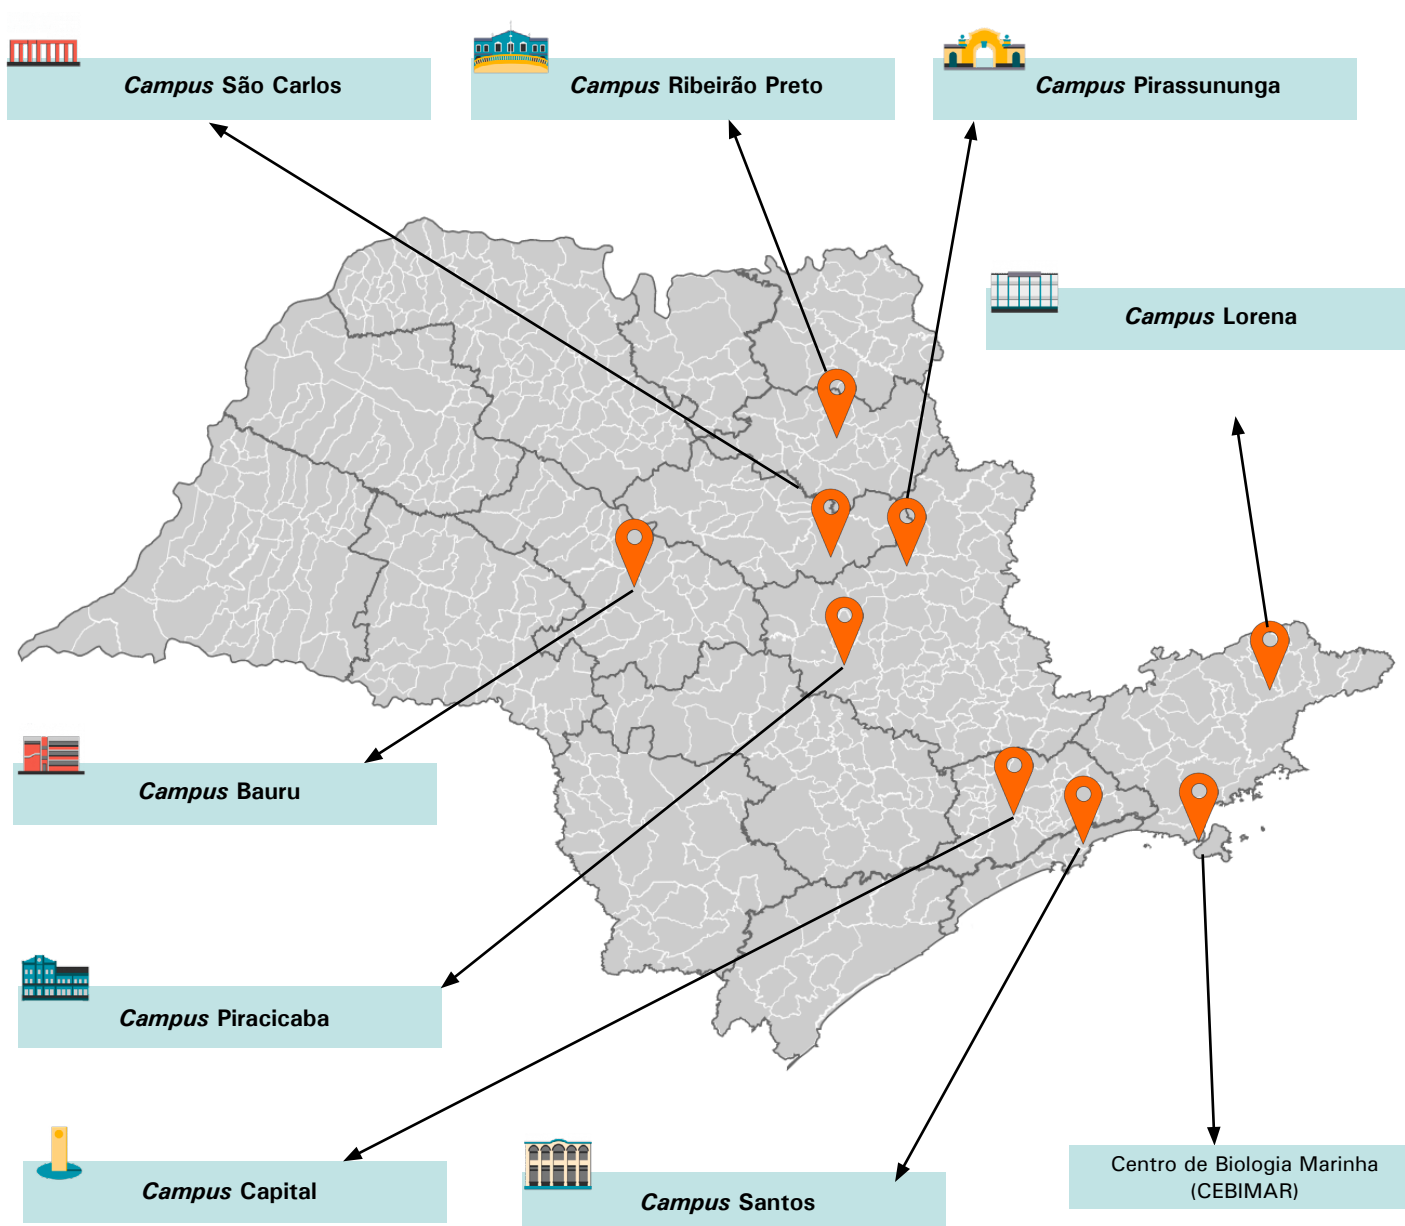 Campus São Carlos
Campus Ribeirão Preto
Campus Pirassununga
Campus Lorena
Campus Bauru
Campus Piracicaba
Campus Capital
Campus Santos
Centro de Biologia Marinha
(CEBIMAR)